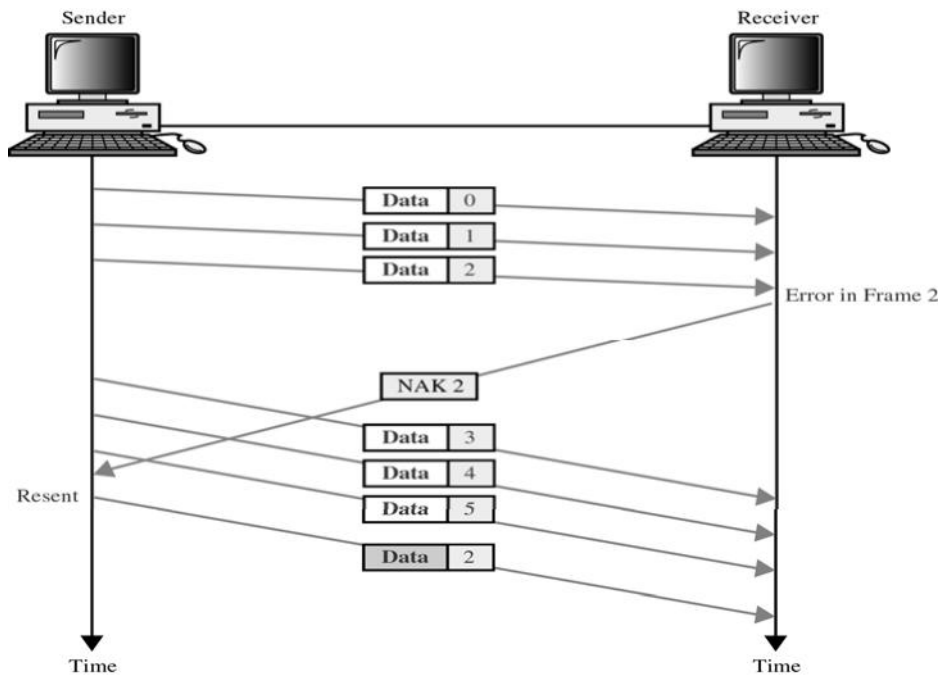 Sender
Receiver
Data 0
Data 1
Data 2
Error in Frame 2
NAK 2
Data 3
Data 4
Resent
Data 5
Data 2
Time
Time